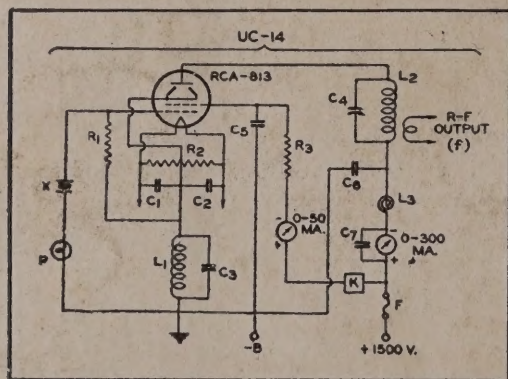 UC-14
RCA-813
L2
C4
R-F
OUTPUT
(f)
R1
C5
R2
R3
X
C6
C1
C2
L3
P
-
0-50
MA.
+
C7
-
0-300
MA.
+
L1
C3
K
F
-B
+1500 V.